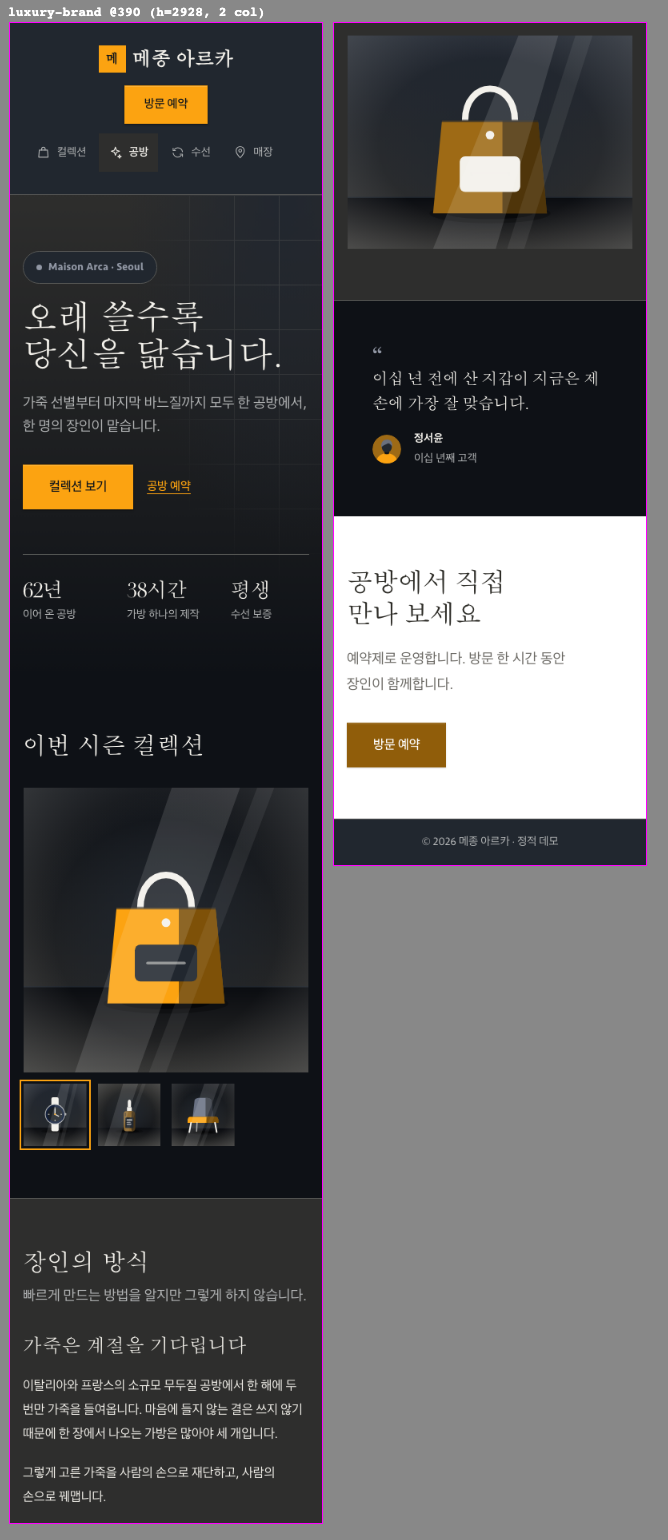 luxury-brand @390 (h=2928, 2 col)
메
메종 아르카
방문 예약
컬렉션
공방
수선
매장
Maison Arca · Seoul
오래 쓸수록
당신을 닮습니다.
가죽 선별부터 마지막 바느질까지 모두 한 공방에서,
한 명의 장인이 맡습니다.
컬렉션 보기
공방 예약
62년
이어 온 공방
38시간
가방 하나의 제작
평생
수선 보증
이번 시즌 컬렉션
장인의 방식
빠르게 만드는 방법을 알지만 그렇게 하지 않습니다.
가죽은 계절을 기다립니다
이탈리아와 프랑스의 소규모 무두질 공방에서 한 해에 두
번만 가죽을 들여옵니다. 마음에 들지 않는 결은 쓰지 않기
때문에 한 장에서 나오는 가방은 많아야 세 개입니다.
그렇게 고른 가죽을 사람의 손으로 재단하고, 사람의
손으로 꿰맵니다.
“
이십 년 전에 산 지갑이 지금은 제
손에 가장 잘 맞습니다.
정서윤
이십 년째 고객
공방에서 직접
만나 보세요
예약제로 운영합니다. 방문 한 시간 동안
장인이 함께합니다.
방문 예약
© 2026 메종 아르카 · 정적 데모